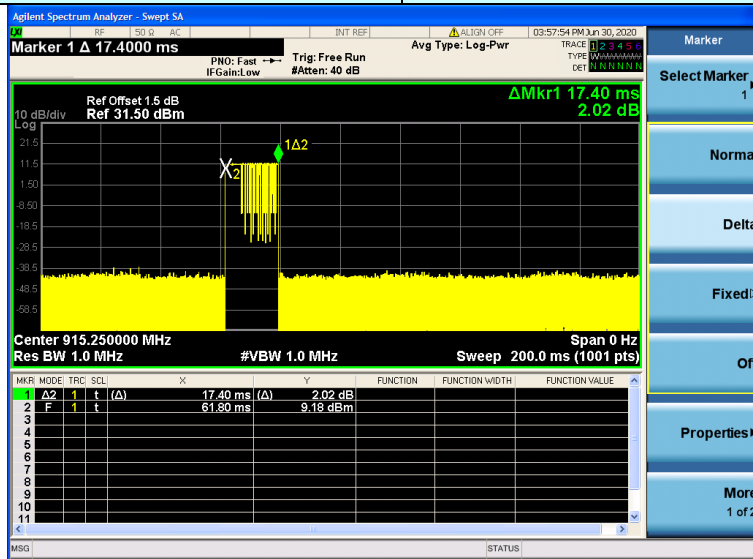 Agilent Spectrum Analyzer - Swept SA
LXI RF 50 Ω AC INT REF ALIGN OFF 03:57:54 PM Jun 30, 2020
Marker 1 Δ 17.4000 ms
PNO: Fast Trig: Free Run
IFGain:Low #Atten: 40 dB
Avg Type: Log-Pwr
TRACE 1 2 3 4 5 6
TYPE W
DET N N N N N N
ΔMkr1 17.40 ms
2.02 dB
Ref Offset 1.5 dB
10 dB/div Ref 31.50 dBm
Log
21.5
11.5
1.50
-8.50
-18.5
-28.5
-38.5
-48.5
-58.5
1Δ2
X2
Center 915.250000 MHz Span 0 Hz
Res BW 1.0 MHz #VBW 1.0 MHz Sweep 200.0 ms (1001 pts)
MKR MODE TRC SCL X Y FUNCTION FUNCTION WIDTH FUNCTION VALUE
1 Δ2 1 t (Δ) 17.40 ms (Δ) 2.02 dB
2 F 1 t 61.80 ms 9.18 dBm
3
4
5
6
7
8
9
10
11
MSG STATUS
Marker
Select Marker
1
Norma
Delta
Fixed
Of
Properties
More
1 of 2